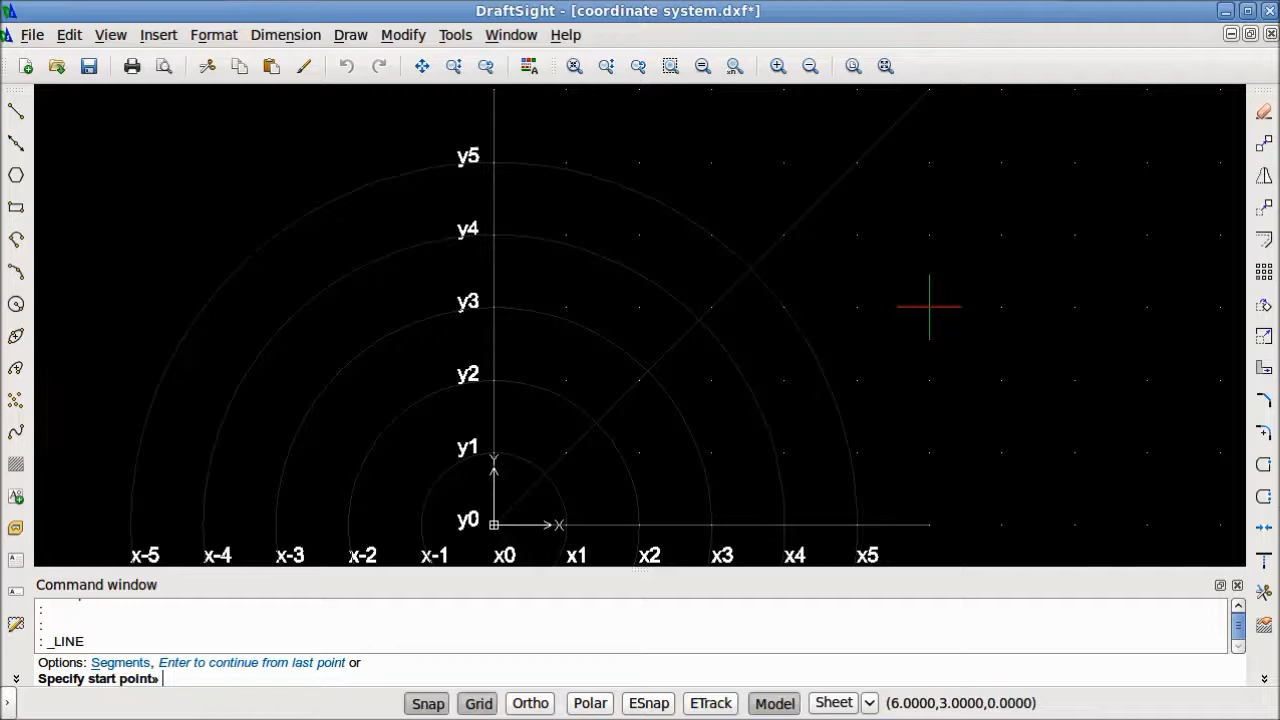 DraftSight - [coordinate system.dxf*]
File Edit View Insert Format Dimension Draw Modify Tools Window Help
y5
y4
y3
y2
y1
Y
y0
X
x-5 x-4 x-3 x-2 x-1 x0 x1 x2 x3 x4 x5
Command window
:
:
: _LINE
Options: Segments, Enter to continue from last point or
Specify start point»
Snap Grid Ortho Polar ESnap ETrack Model Sheet (6.0000,3.0000,0.0000)